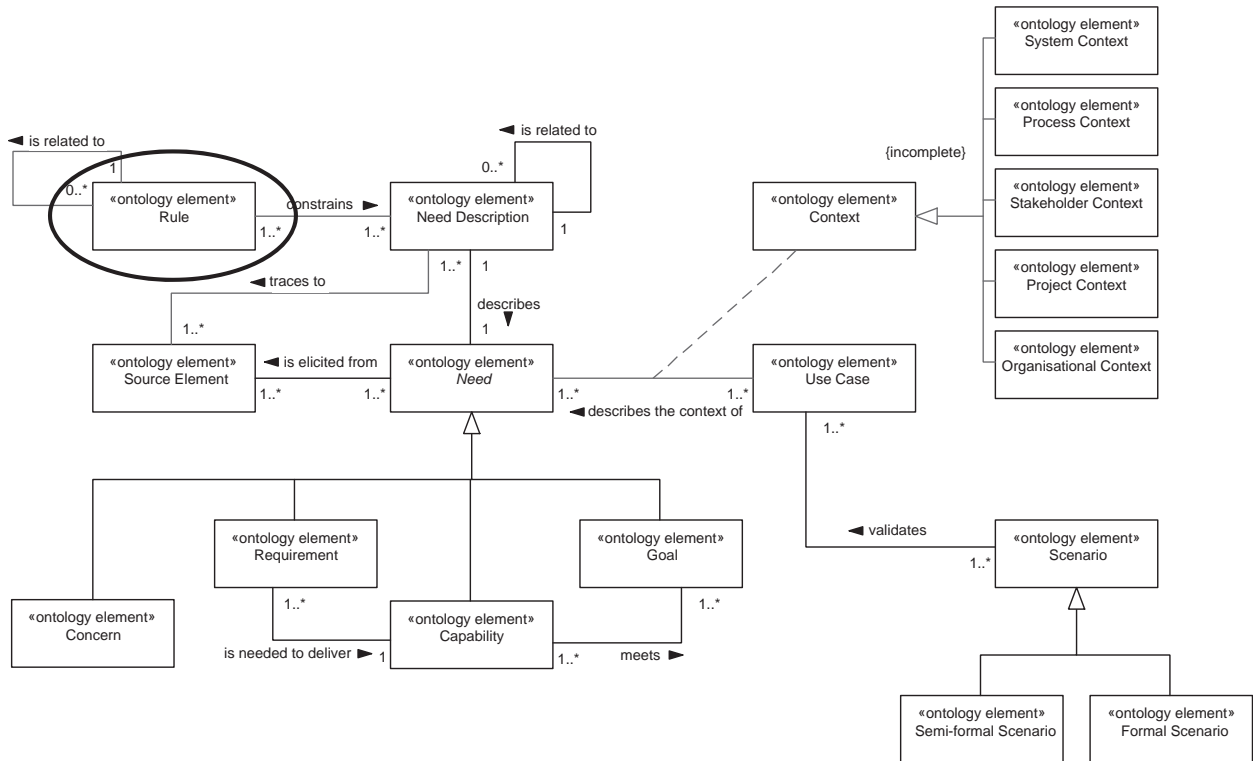 «ontology element»
System Context
«ontology element»
Process Context
{incomplete}
◄ is related to
1
0..*
◄ is related to
0..*
1
«ontology element»
Rule
constrains ►
1..*
1..*
«ontology element»
Need Description
«ontology element»
Context
«ontology element»
Stakeholder Context
«ontology element»
Project Context
«ontology element»
Organisational Context
1..*
1
◄ traces to
describes
▼
1..*
1
«ontology element»
Source Element
◄ is elicited from
1..*
1..*
«ontology element»
Need
1..*
1..*
◄ describes the context of
«ontology element»
Use Case
1..*
«ontology element»
Requirement
«ontology element»
Goal
◄ validates
1..*
«ontology element»
Scenario
1..*
1..*
«ontology element»
Concern
«ontology element»
Capability
is needed to deliver ►
1
1..*
meets ►
«ontology element»
Semi-formal Scenario
«ontology element»
Formal Scenario